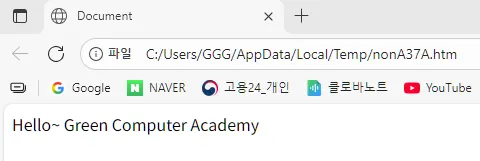 Document
파일 C:/Users/GGG/AppData/Local/Temp/nonA37A.htm
Google NAVER 고용24_개인 클로바노트 YouTube
Hello~ Green Computer Academy